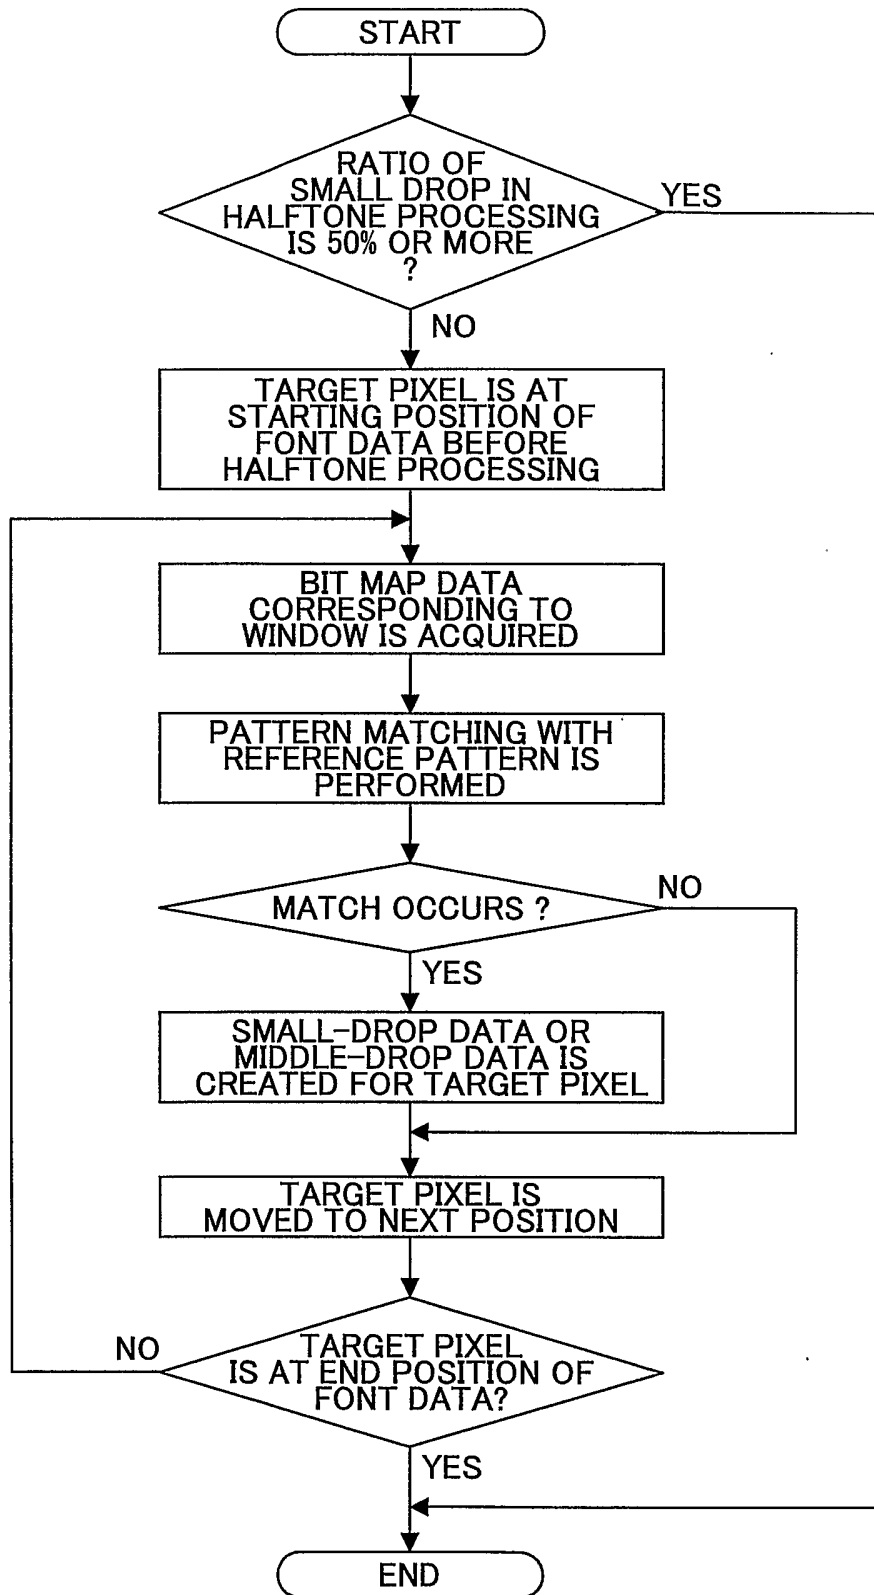 START
RATIO OF
SMALL DROP IN
HALFTONE PROCESSING
IS 50% OR MORE
?
YES
NO
TARGET PIXEL IS AT
STARTING POSITION OF
FONT DATA BEFORE
HALFTONE PROCESSING
BIT MAP DATA
CORRESPONDING TO
WINDOW IS ACQUIRED
PATTERN MATCHING WITH
REFERENCE PATTERN IS
PERFORMED
MATCH OCCURS ?
NO
YES
SMALL-DROP DATA OR
MIDDLE-DROP DATA IS
CREATED FOR TARGET PIXEL
TARGET PIXEL IS
MOVED TO NEXT POSITION
NO
TARGET PIXEL
IS AT END POSITION OF
FONT DATA?
YES
END